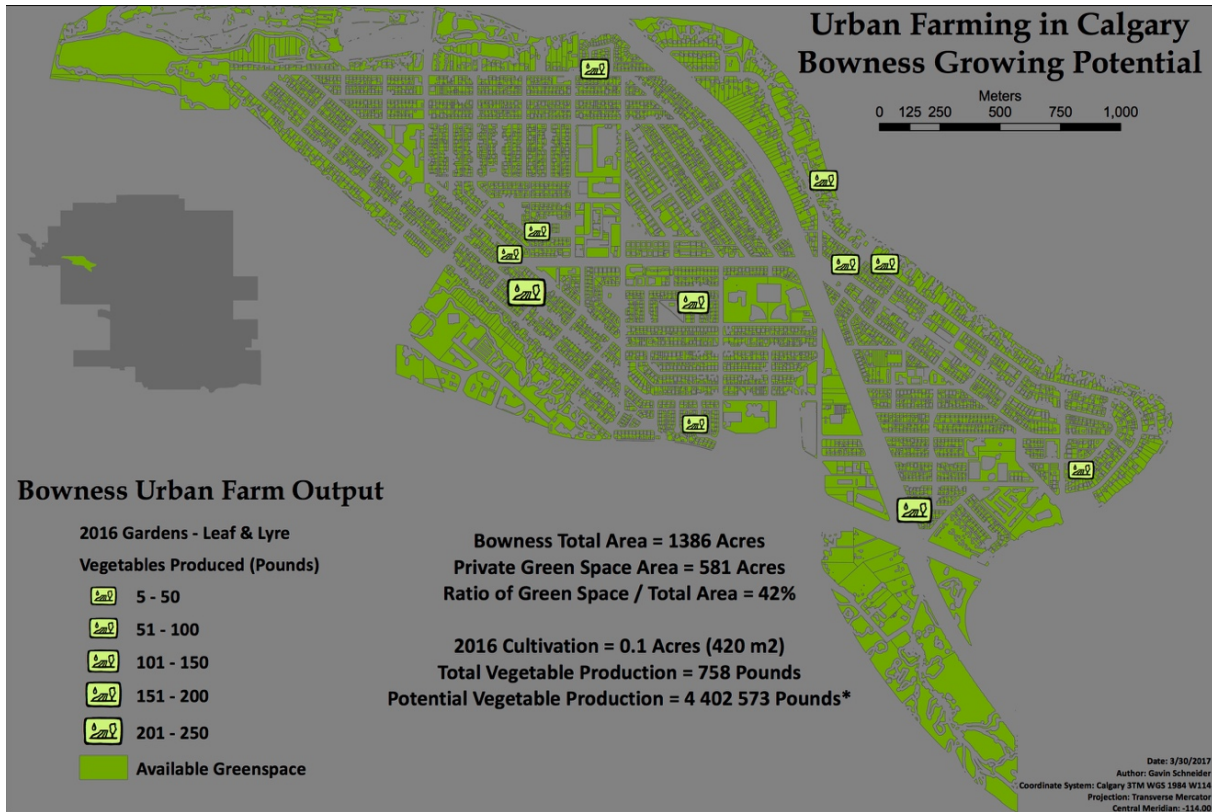 Urban Farming in Calgary
Bowness Growing Potential
Meters
0 125 250 500 750 1,000
Bowness Urban Farm Output
2016 Gardens - Leaf & Lyre
Vegetables Produced (Pounds)
5 - 50
51 - 100
101 - 150
151 - 200
201 - 250
Available Greenspace
Bowness Total Area = 1386 Acres
Private Green Space Area = 581 Acres
Ratio of Green Space / Total Area = 42%
2016 Cultivation = 0.1 Acres (420 m2)
Total Vegetable Production = 758 Pounds
Potential Vegetable Production = 4 402 573 Pounds*
Date: 3/30/2017
Author: Gavin Schneider
Coordinate System: Calgary 3TM WGS 1984 W114
Projection: Transverse Mercator
Central Meridian: -114.00